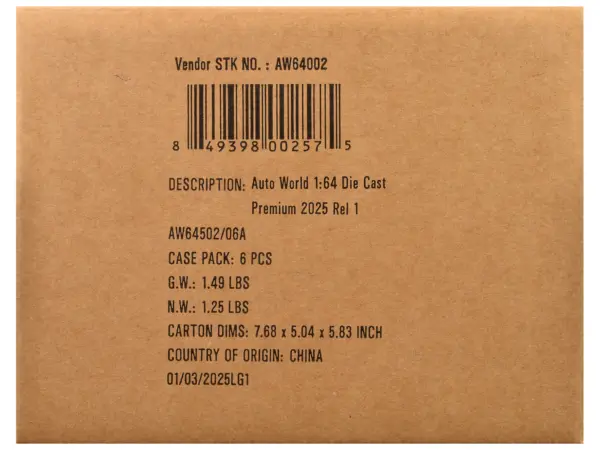 Vendor STK NO. : AW64002
8 49398 00257 5
DESCRIPTION: Auto World 1:64 Die Cast
Premium 2025 Rel 1
AW64502/06A
CASE PACK: 6 PCS
G.W.: 1.49 LBS
N.W.: 1.25 LBS
CARTON DIMS: 7.68 x 5.04 x 5.83 INCH
COUNTRY OF ORIGIN: CHINA
01/03/2025LG1